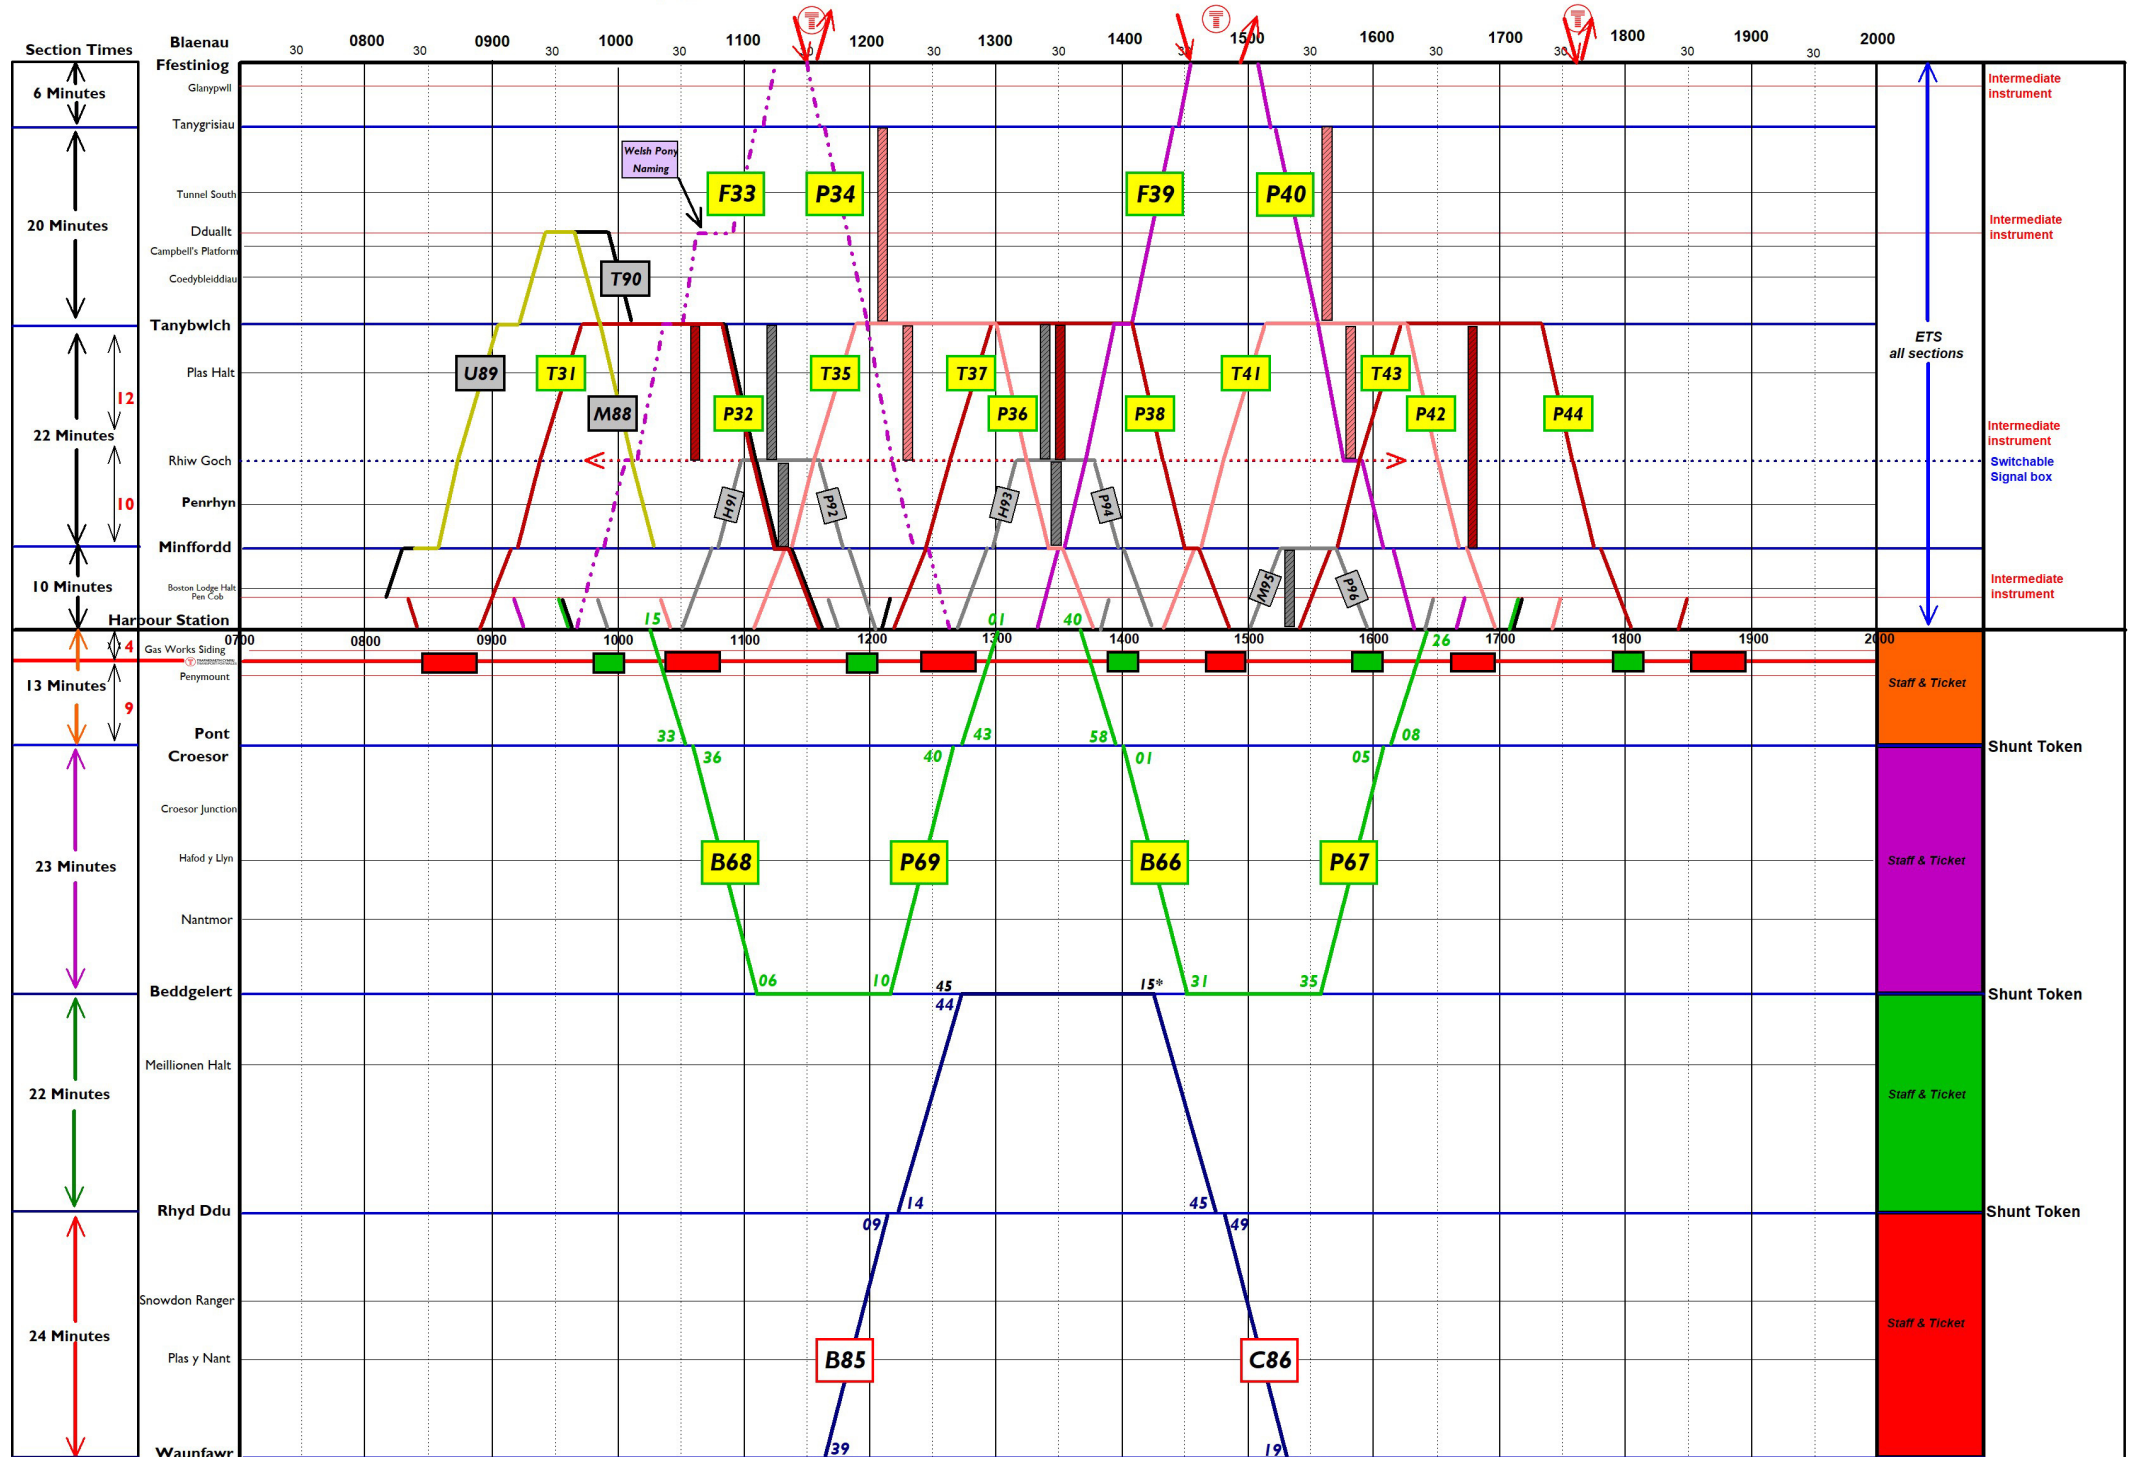 Section Times
Blaenau
Ffestiniog
30 0800 30 0900 30 1000 30 1100 30 1200 30 1300 30 1400 30 1500 30 1600 30 1700 30 1800 30 1900 30 2000
T
T
T
6 Minutes
Glanypwll
Intermediate
instrument
Tanygrisiau
Welsh Pony
Naming
20 Minutes
Tunnel South
F33 P34 F39 P40
Dduallt
Intermediate
instrument
Campbell's Platform
Coedybleiddiau
T90
Tanybwlch
ETS
all sections
Plas Halt
U89 T31 T35 T37 T41 T43
12
M88 P32 P36 P38 P42 P44
22 Minutes
Intermediate
instrument
Rhiw Goch
Switchable
Signal box
10
Penrhyn
H91 P92 H93 P94
Minffordd
10 Minutes
Boston Lodge Halt
Pen Cob
M95 P96
Intermediate
instrument
Harbour Station
15 01 40
0700 0800 0900 1000 1100 1200 1300 1400 1500 1600 1700 1800 1900 2000
4
Gas Works Siding
26
13 Minutes
Penymount
Staff & Ticket
9
Pont
Croesor
33 43 58 08
36 40 01 05
Shunt Token
Croesor Junction
23 Minutes
Hafod y Llyn
B68 P69 B66 P67
Staff & Ticket
Nantmor
06 10 45 15* 31 35
Beddgelert
44
Shunt Token
Meillionen Halt
22 Minutes
Staff & Ticket
14 45
Rhyd Ddu
09 49
Shunt Token
Snowdon Ranger
24 Minutes
Staff & Ticket
Plas y Nant
B85 C86
Waunfawr
39 19